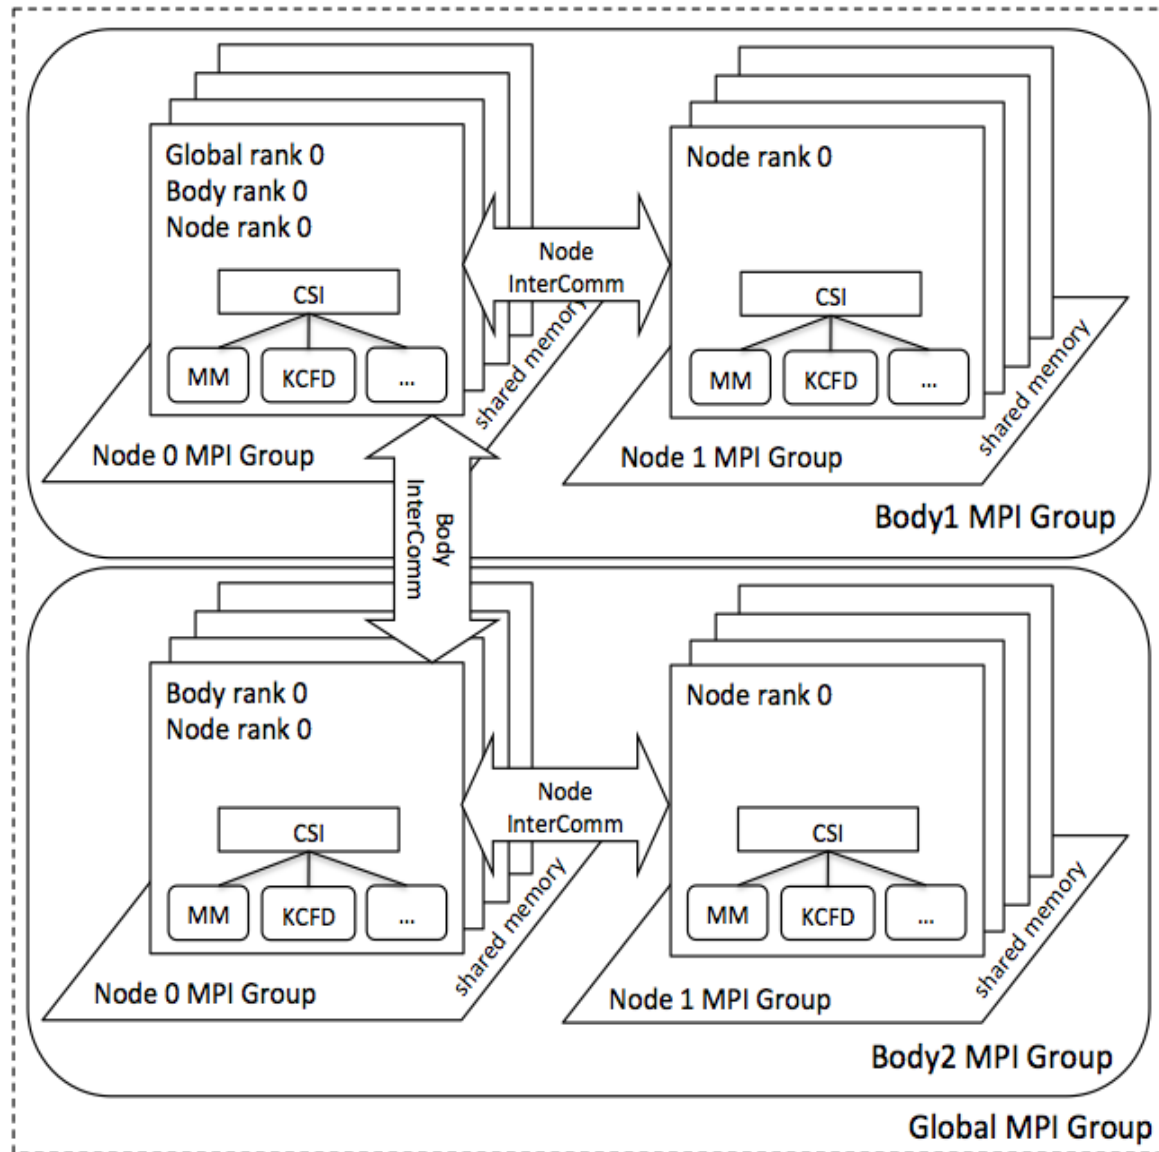 Global rank 0
Body rank 0
Node rank 0
CSI
MM
KCFD
...
Node 0 MPI Group
shared memory
Node
InterComm
Node rank 0
CSI
MM
KCFD
...
Node 1 MPI Group
shared memory
Body1 MPI Group
Body
InterComm
Body rank 0
Node rank 0
CSI
MM
KCFD
...
Node 0 MPI Group
shared memory
Node
InterComm
Node rank 0
CSI
MM
KCFD
...
Node 1 MPI Group
shared memory
Body2 MPI Group
Global MPI Group